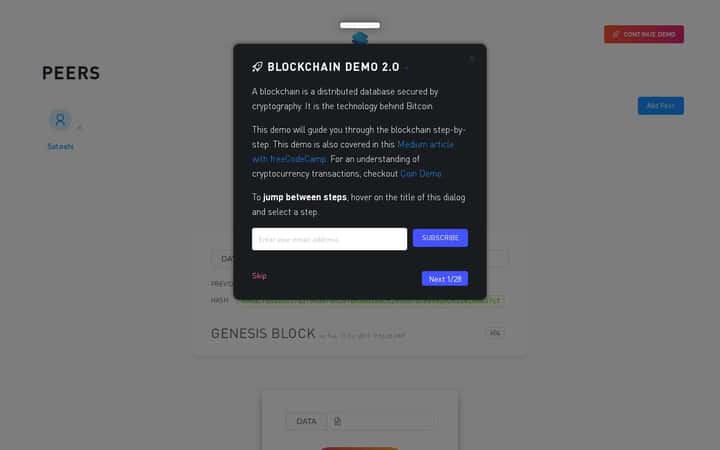 CONTINUE DEMO
PEERS
Add Peer
Satoshi
BLOCKCHAIN DEMO 2.0
A blockchain is a distributed database secured by
cryptography. It is the technology behind Bitcoin.
This demo will guide you through the blockchain step-by-
step. This demo is also covered in this Medium article
with freeCodeCamp. For an understanding of
cryptocurrency transactions, checkout Coin Demo.
To jump between steps, hover on the title of this dialog
and select a step.
Enter your email address
SUBSCRIBE
Skip
Next 1/28
HASH
GENESIS BLOCK
DATA